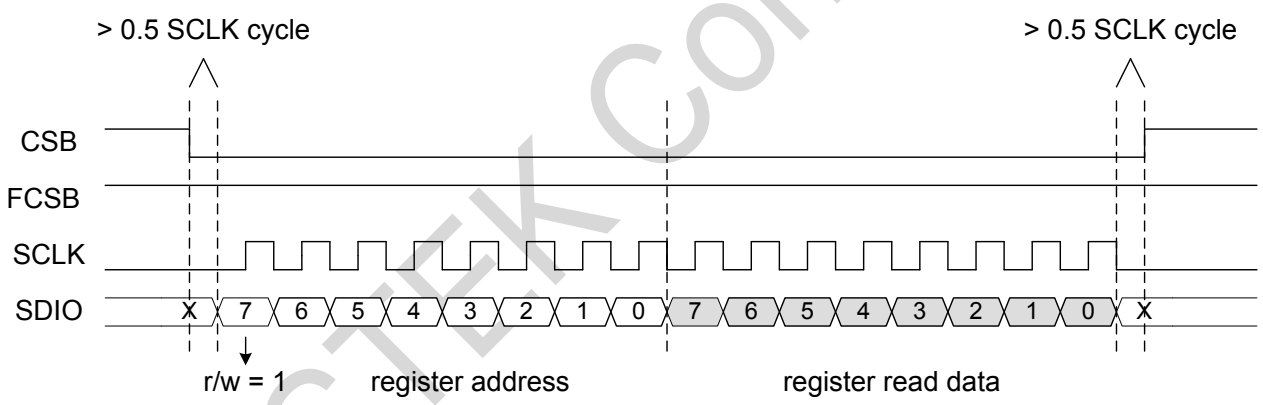 > 0.5 SCLK cycle > 0.5 SCLK cycle
CSB
FCSB
SCLK
SDIO X 7 6 5 4 3 2 1 0 7 6 5 4 3 2 1 0 X
r/w = 1 register address register read data